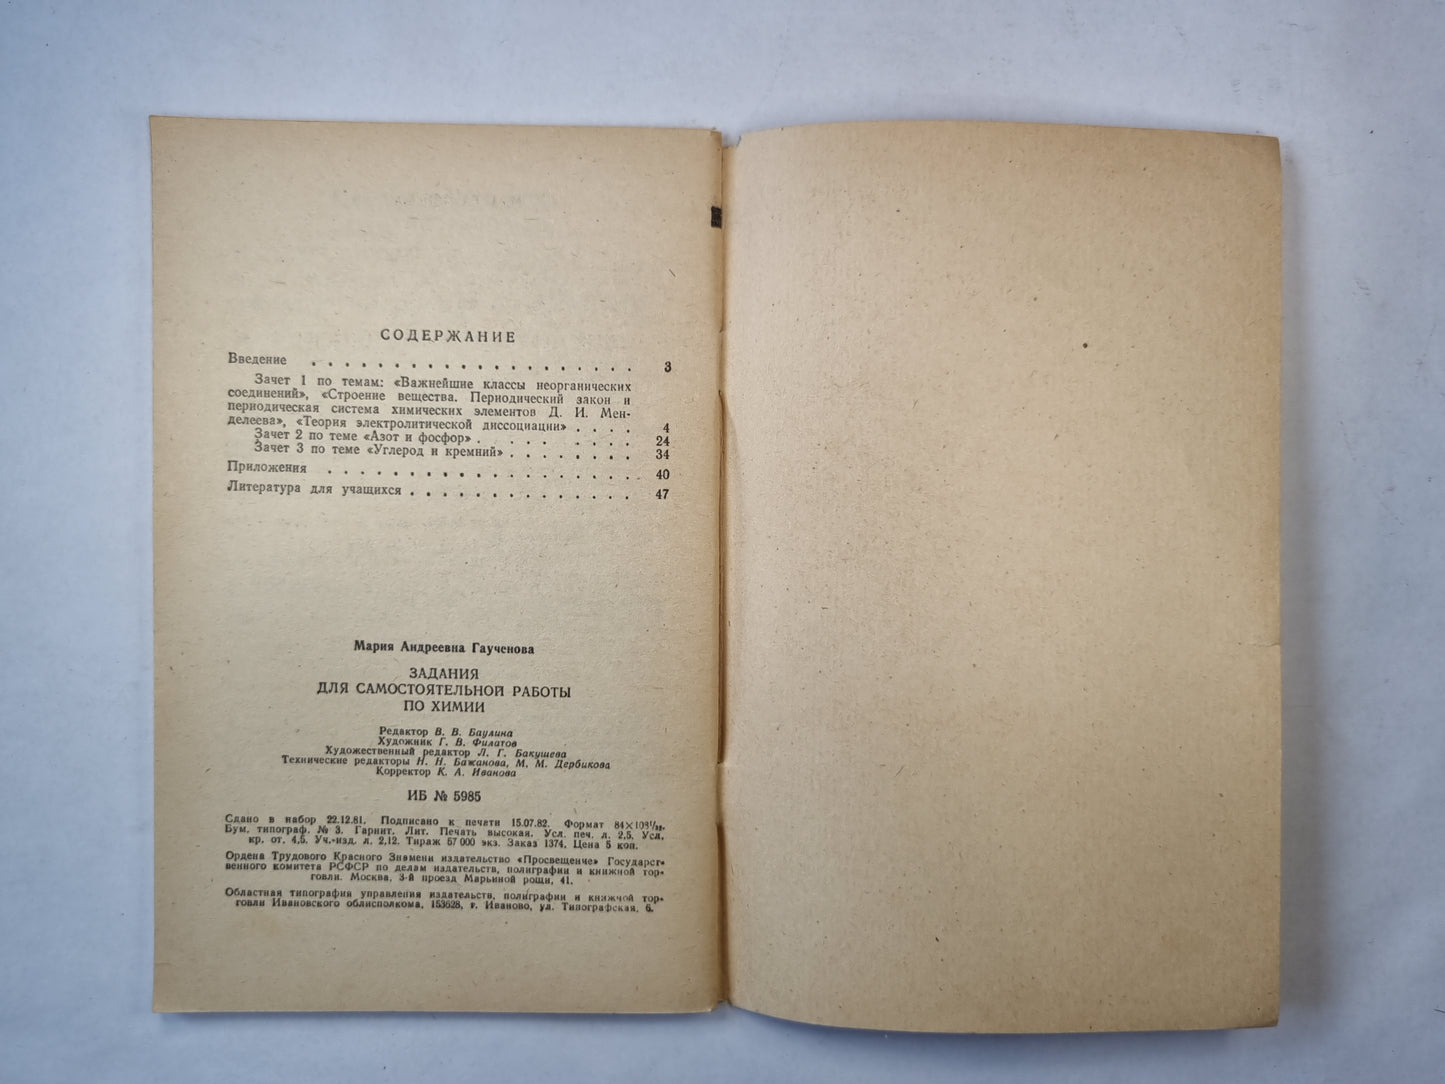 СОДЕРЖАНИЕ
Введение . . . . . . . . . . . . . . . . . . . . 3
Зачет 1 по темам: «Важнейшие классы неорганических
соединений», «Строение вещества. Периодический закон и
периодическая система химических элементов Д. И. Мен-
делеева», «Теория электролитической диссоциации» . . . . 4
Зачет 2 по теме «Азот и фосфор» . . . . . . . . 24
Зачет 3 по теме «Углерод и кремний» . . . . . . . . 34
Приложения . . . . . . . . . . . . . . . . . . . 40
Литература для учащихся . . . . . . . . . . . . . . 47
Мария Андреевна Гаученова
ЗАДАНИЯ
ДЛЯ САМОСТОЯТЕЛЬНОЙ РАБОТЫ
ПО ХИМИИ
Редактор В. В. Баулина
Художник Г. В. Филатов
Художественный редактор Л. Г. Бакушева
Технические редакторы Н. Н. Бажанова, М. М. Дербикова
Корректор К. А. Иванова
ИБ № 5985
Сдано в набор 22.12.81. Подписано к печати 15.07.82. Формат 84×108¹/₃₂.
Бум. типограф. № 3. Гарнит. Лит. Печать высокая. Усл. печ. л. 2,5. Усл.
кр. от. 4,5. Уч.-изд. л. 2,12. Тираж 57 000 экз. Заказ 1374. Цена 5 коп.
Ордена Трудового Красного Знамени издательство «Просвещение» Государст-
венного комитета РСФСР по делам издательств, полиграфии и книжной тор-
говли. Москва, 3-й проезд Марьиной рощи, 41.
Областная типография управления издательств, полиграфии и книжной тор-
говли Ивановского облисполкома, 153628, г. Иваново, ул. Типографская, 6.